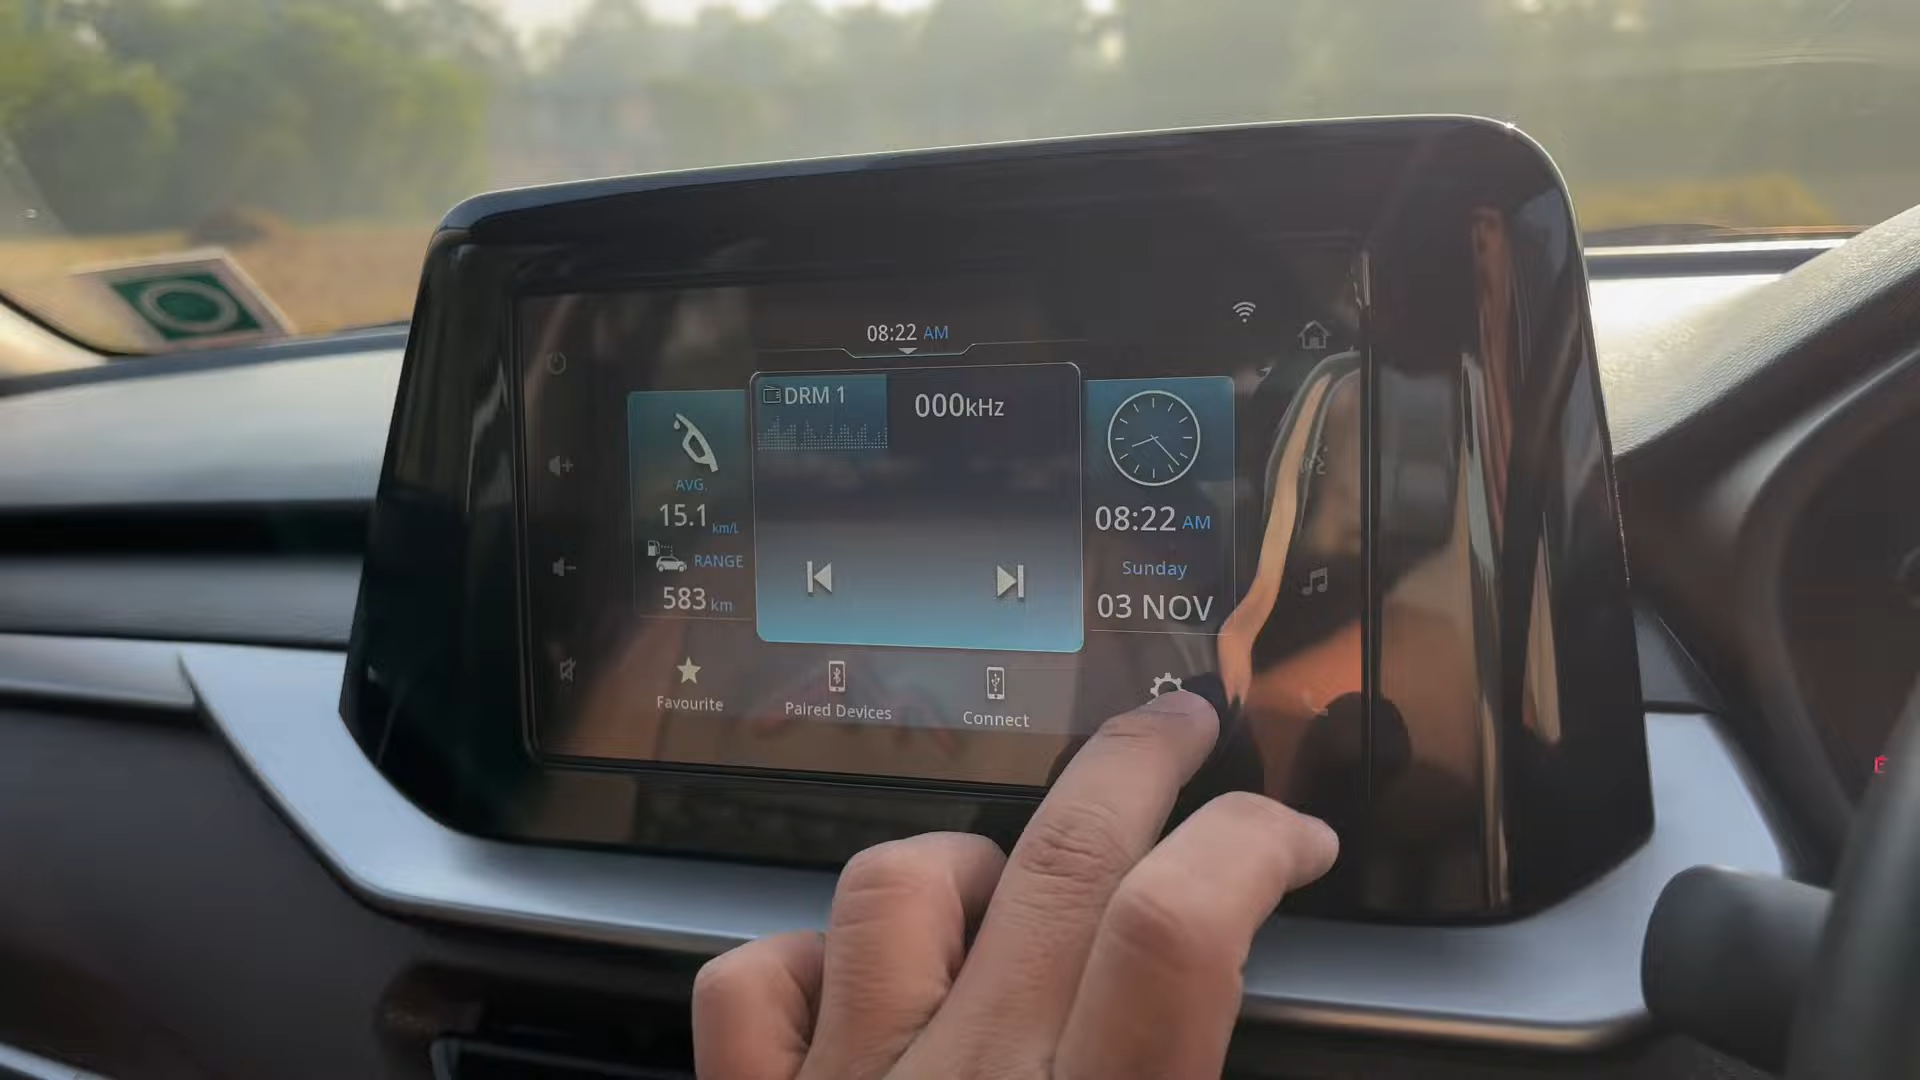 08:22 AM
DRM 1
000kHz
AVG.
15.1 km/L
RANGE
583 km
08:22 AM
Sunday
03 NOV
Favourite
Paired Devices
Connect